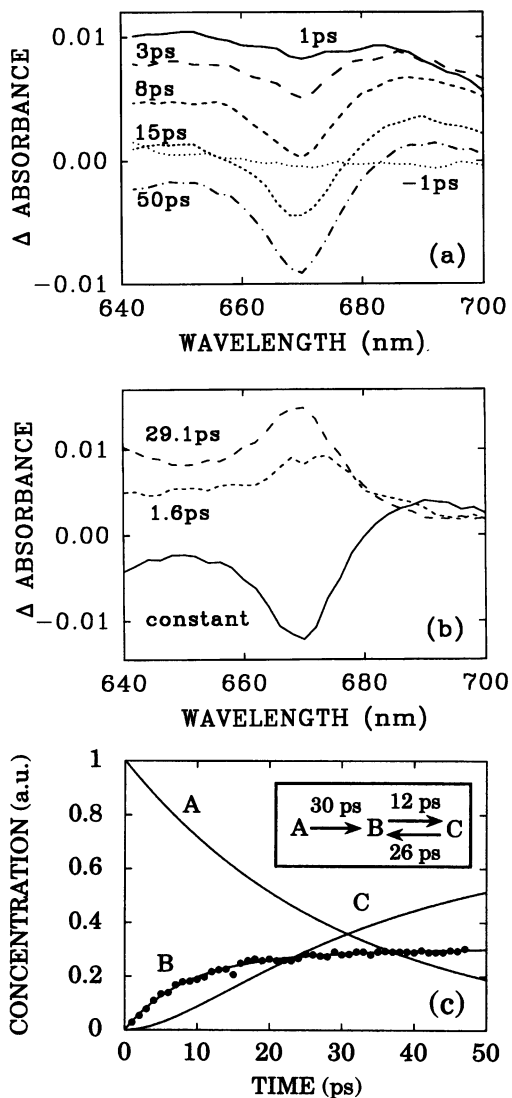 0.01
1ps
3ps
8ps
15ps
0.00
-1ps
50ps
Δ ABSORBANCE
(a)
-0.01
640 660 680 700
WAVELENGTH (nm).
29.1ps
0.01
1.6ps
0.00
Δ ABSORBANCE
-0.01
constant
(b)
640 660 680 700
WAVELENGTH (nm)
1
A
30 ps 12 ps
A B C
26 ps
0.8
0.6
C
0.4
B
0.2
(c)
0
CONCENTRATION (a.u.)
0 10 20 30 40 50
TIME (ps)